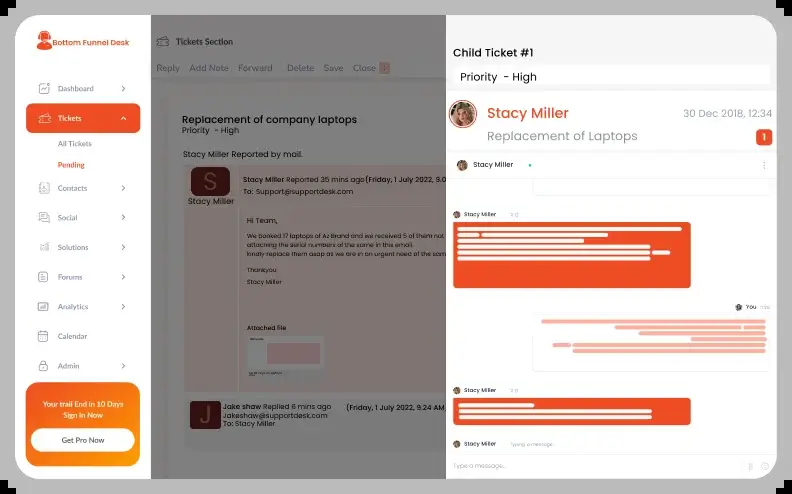 Bottom Funnel Desk
Dashboard
Tickets
All Tickets
Pending
Contacts
Social
Solutions
Forums
Analytics
Calendar
Admin
Your trail End in 10 Days
Sign In Now
Get Pro Now
Tickets Section
Reply Add Note Forward Delete Save Close
Replacement of company laptops
Priority - High
Stacy Miller Reported by mail.
S
Stacy Miller
Stacy Miller Reported 35 mins ago(Friday, 1 July 2022, 9.0
To: Support@supportdesk.com
Hi Team,
We booked 17 laptops of Az Brand and we received 5 of them not
attaching the serial numbers of the same in this email.
kindly replace them asap as we are in an urgent need of the sam
Thankyou
Stacy Miller
Attached file
J
Jake shaw Replied 6 mins ago (Friday, 1 July 2022, 9.24 AM
Jakeshaw@supportdesk.com
To: Stacy Miller
Child Ticket #1
Priority - High
Stacy Miller 30 Dec 2018, 12:34
Replacement of Laptops 1
Stacy Miller
Stacy Miller
You
Stacy Miller
Stacy Miller Typing a message..
Type a message..